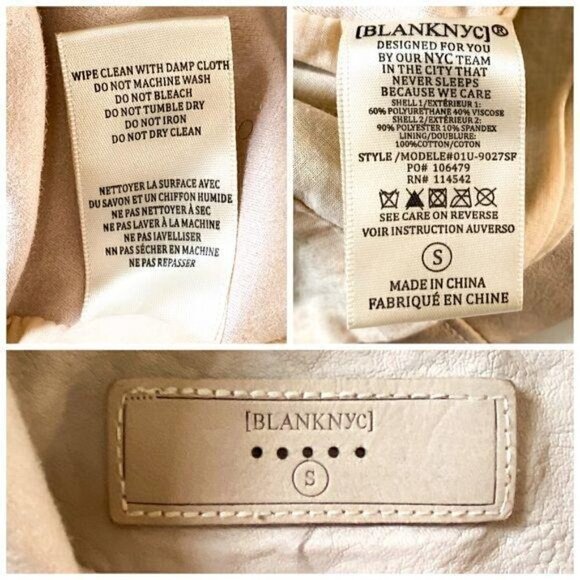 WIPE CLEAN WITH DAMP CLOTH
DO NOT MACHINE WASH
DO NOT BLEACH
DO NOT TUMBLE DRY
DO NOT IRON
DO NOT DRY CLEAN
NETTOYER LA SURFACE AVEC
DU SAVON ET UN CHIFFON HUMIDE
NE PAS NETTOYER À SEC
NE PAS LAVER À LA MACHINE
NE PAS IAVELLISER
NN PAS SÉCHER EN MACHINE
NE PAS REPASSER
[BLANKNYC]®
DESIGNED FOR YOU
BY OUR NYC TEAM
IN THE CITY THAT
NEVER SLEEPS
BECAUSE WE CARE
SHELL 1/EXTÉRIEUR 1:
60% POLYURETHANE 40% VISCOSE
SHELL 2/EXTÉRIEUR 2:
90% POLYESTER 10% SPANDEX
LINING/DOUBLURE:
100%COTTON/COTON
STYLE /MODELE#01U-9027SF
PO# 106479
RN# 114542
SEE CARE ON REVERSE
VOIR INSTRUCTION AUVERSO
S
MADE IN CHINA
FABRIQUÉ EN CHINE
[BLANKNYC]
S